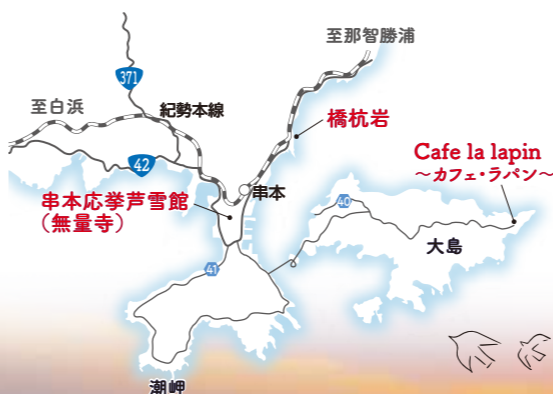 至那智勝浦
371
至白浜
紀勢本線
橋杭岩
42
Cafe la lapin
~カフェ・ラパン~
串本応挙芦雪館
(無量寺)
串本
40
大島
41
潮岬